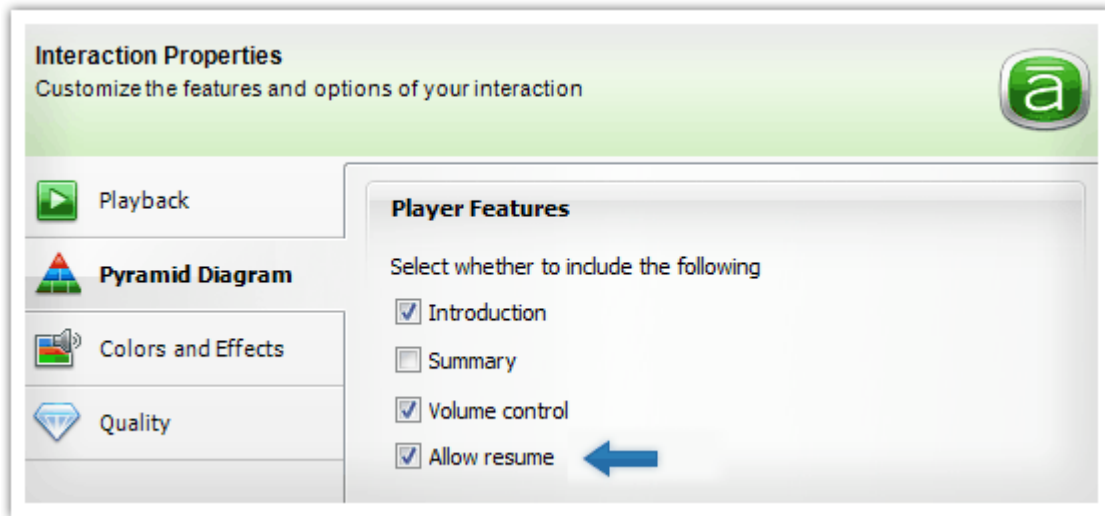 Interaction Properties
Customize the features and options of your interaction
ā
Playback
Pyramid Diagram
Colors and Effects
Quality
Player Features
Select whether to include the following
Introduction
Summary
Volume control
Allow resume